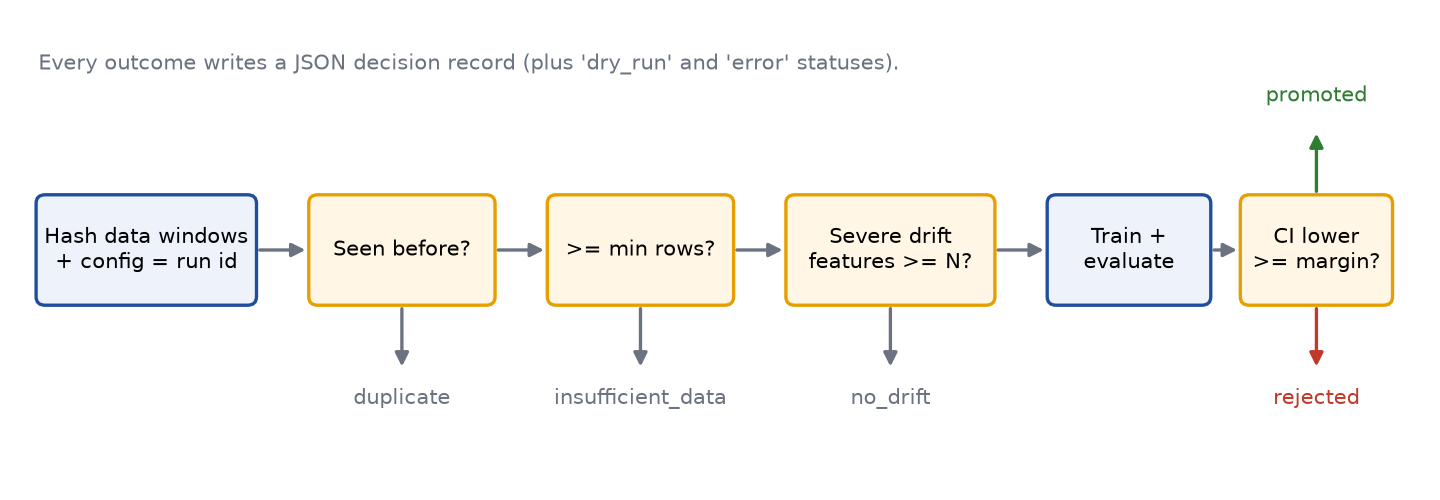 Every outcome writes a JSON decision record (plus 'dry_run' and 'error' statuses).
promoted
Hash data windows
+ config = run id
Seen before?
>= min rows?
Severe drift
features >= N?
Train +
evaluate
CI lower
>= margin?
duplicate
insufficient_data
no_drift
rejected